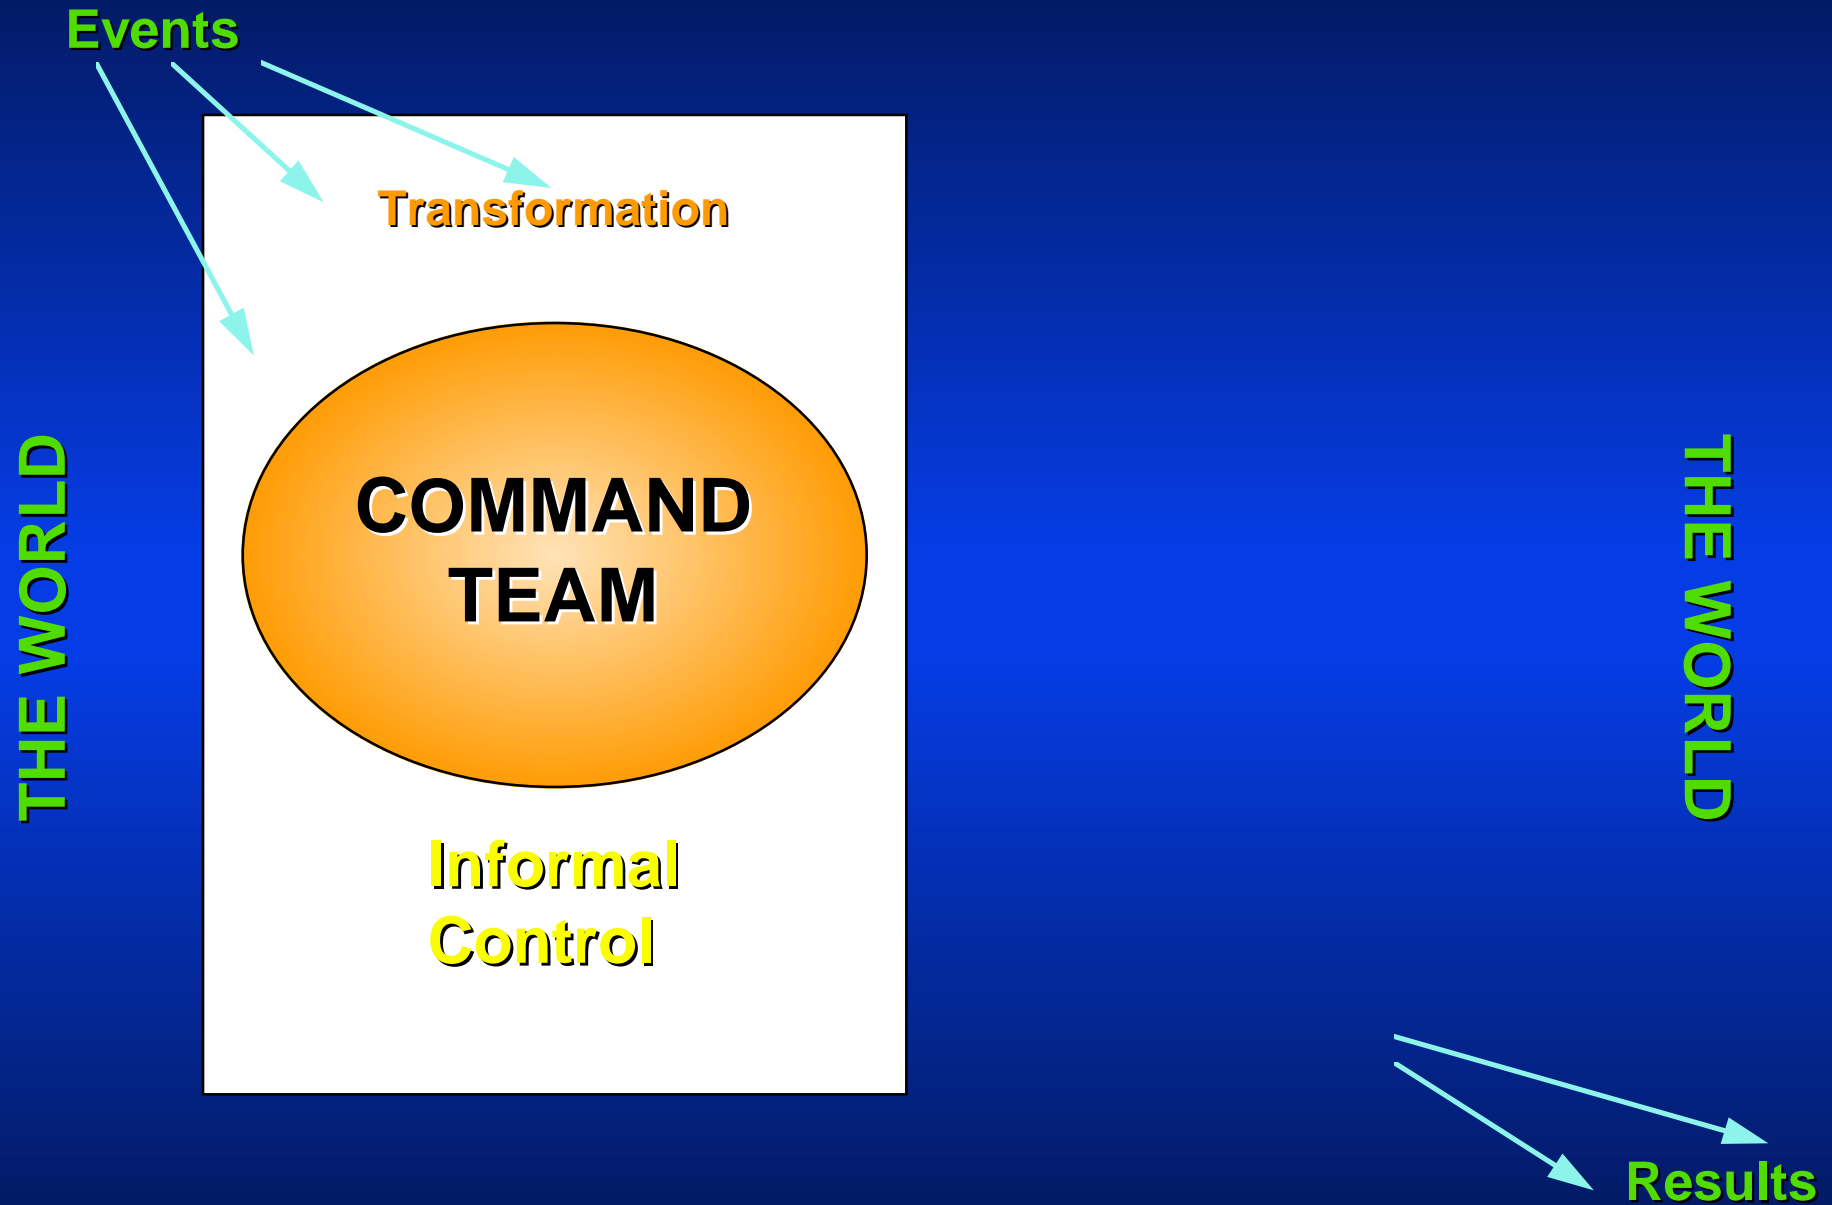 Events
Transformation
THE WORLD
COMMAND
TEAM
THE WORLD
Informal
Control
Results